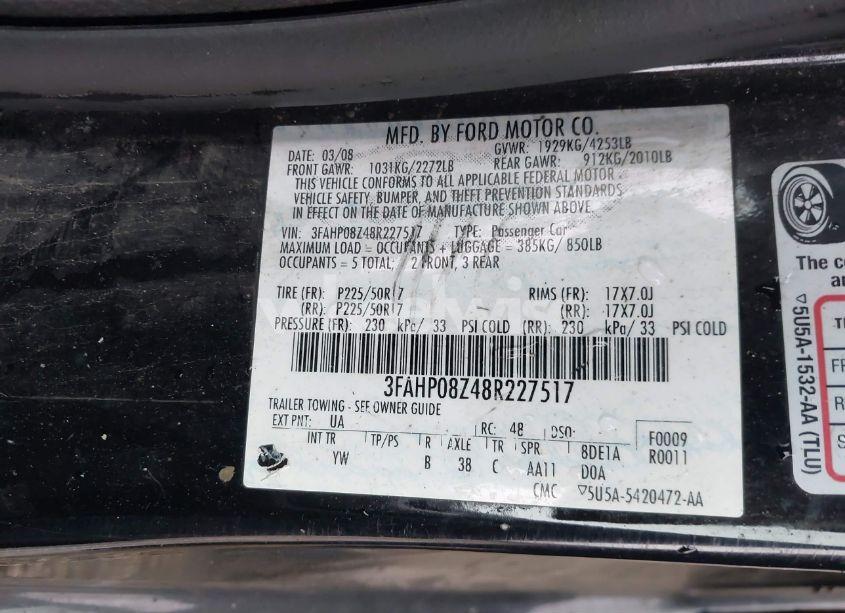 MFD. BY FORD MOTOR CO.
DATE: 03/08 GVWR: 1929KG/4253LB
FRONT GAWR: 1031KG/2272LB REAR GAWR: 912KG/2010LB
THIS VEHICLE CONFORMS TO ALL APPLICABLE FEDERAL MOTOR
VEHICLE SAFETY, BUMPER, AND THEFT PREVENTION STANDARDS
IN EFFECT ON THE DATE OF MANUFACTURE SHOWN ABOVE.
VIN: 3FAHP08Z48R227517 TYPE: Passenger Car
MAXIMUM LOAD = OCCUPANTS + LUGGAGE = 385KG/ 850LB
OCCUPANTS = 5 TOTAL; 2 FRONT, 3 REAR
TIRE (FR): P225/50R17 RIMS (FR): 17X7.0J
(RR): P225/50R17 (RR): 17X7.0J
PRESSURE (FR): 230 kPa/ 33 PSI COLD (RR): 230 kPa/ 33 PSI COLD
3FAHP08Z48R227517
TRAILER TOWING - SEE OWNER GUIDE
EXT PNT: UA RC: 48 DSO: F0009
INT TR TP/PS R AXLE TR SPR 8DE1A R0011
YW B 38 C AA11 D0A
CMC ▽5U5A-5420472-AA
The co
an
▽5U5A-1532-AA (TLU)
FR
R
S